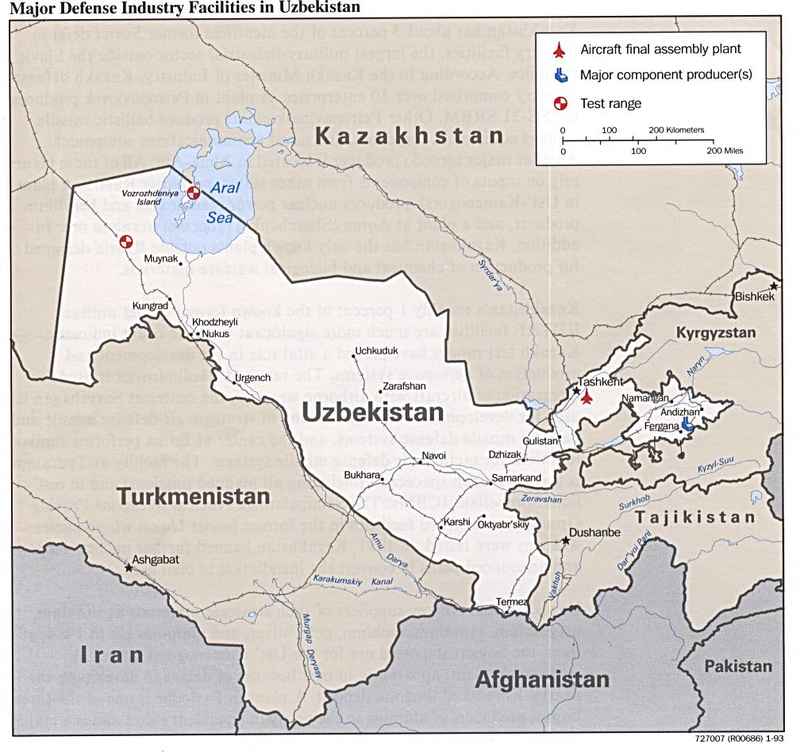 Major Defense Industry Facilities in Uzbekistan
Aircraft final assembly plant
Major component producer(s)
Test range
0 100 200 Kilometers
0 100 200 Miles
Kazakhstan
Vozrozhdeniya
Island
Aral
Sea
Muynak
Syrdar'ya
Bishkek
Kungrad
Khodzheyli
Nukus
Kyrgyzstan
Uchkuduk
Naryn
Urgench
Zarafshan
Tashkent
Namangan
Uzbekistan
Andizhan
Fergana
Gulistan
Navoi
Dzhizak
Kyzyl-Suu
Bukhara
Samarkand
Turkmenistan
Zeravshan
Surkhob
Karshi
Oktyabr'skiy
Tajikistan
Dushanbe
Amu Darya
Dar'yoi Panj
Ashgabat
Karakumskiy Kanal
Vakhsh
Termez
Murgap Deryasy
Iran
Afghanistan
Pakistan
727007 (R00686) 1-93